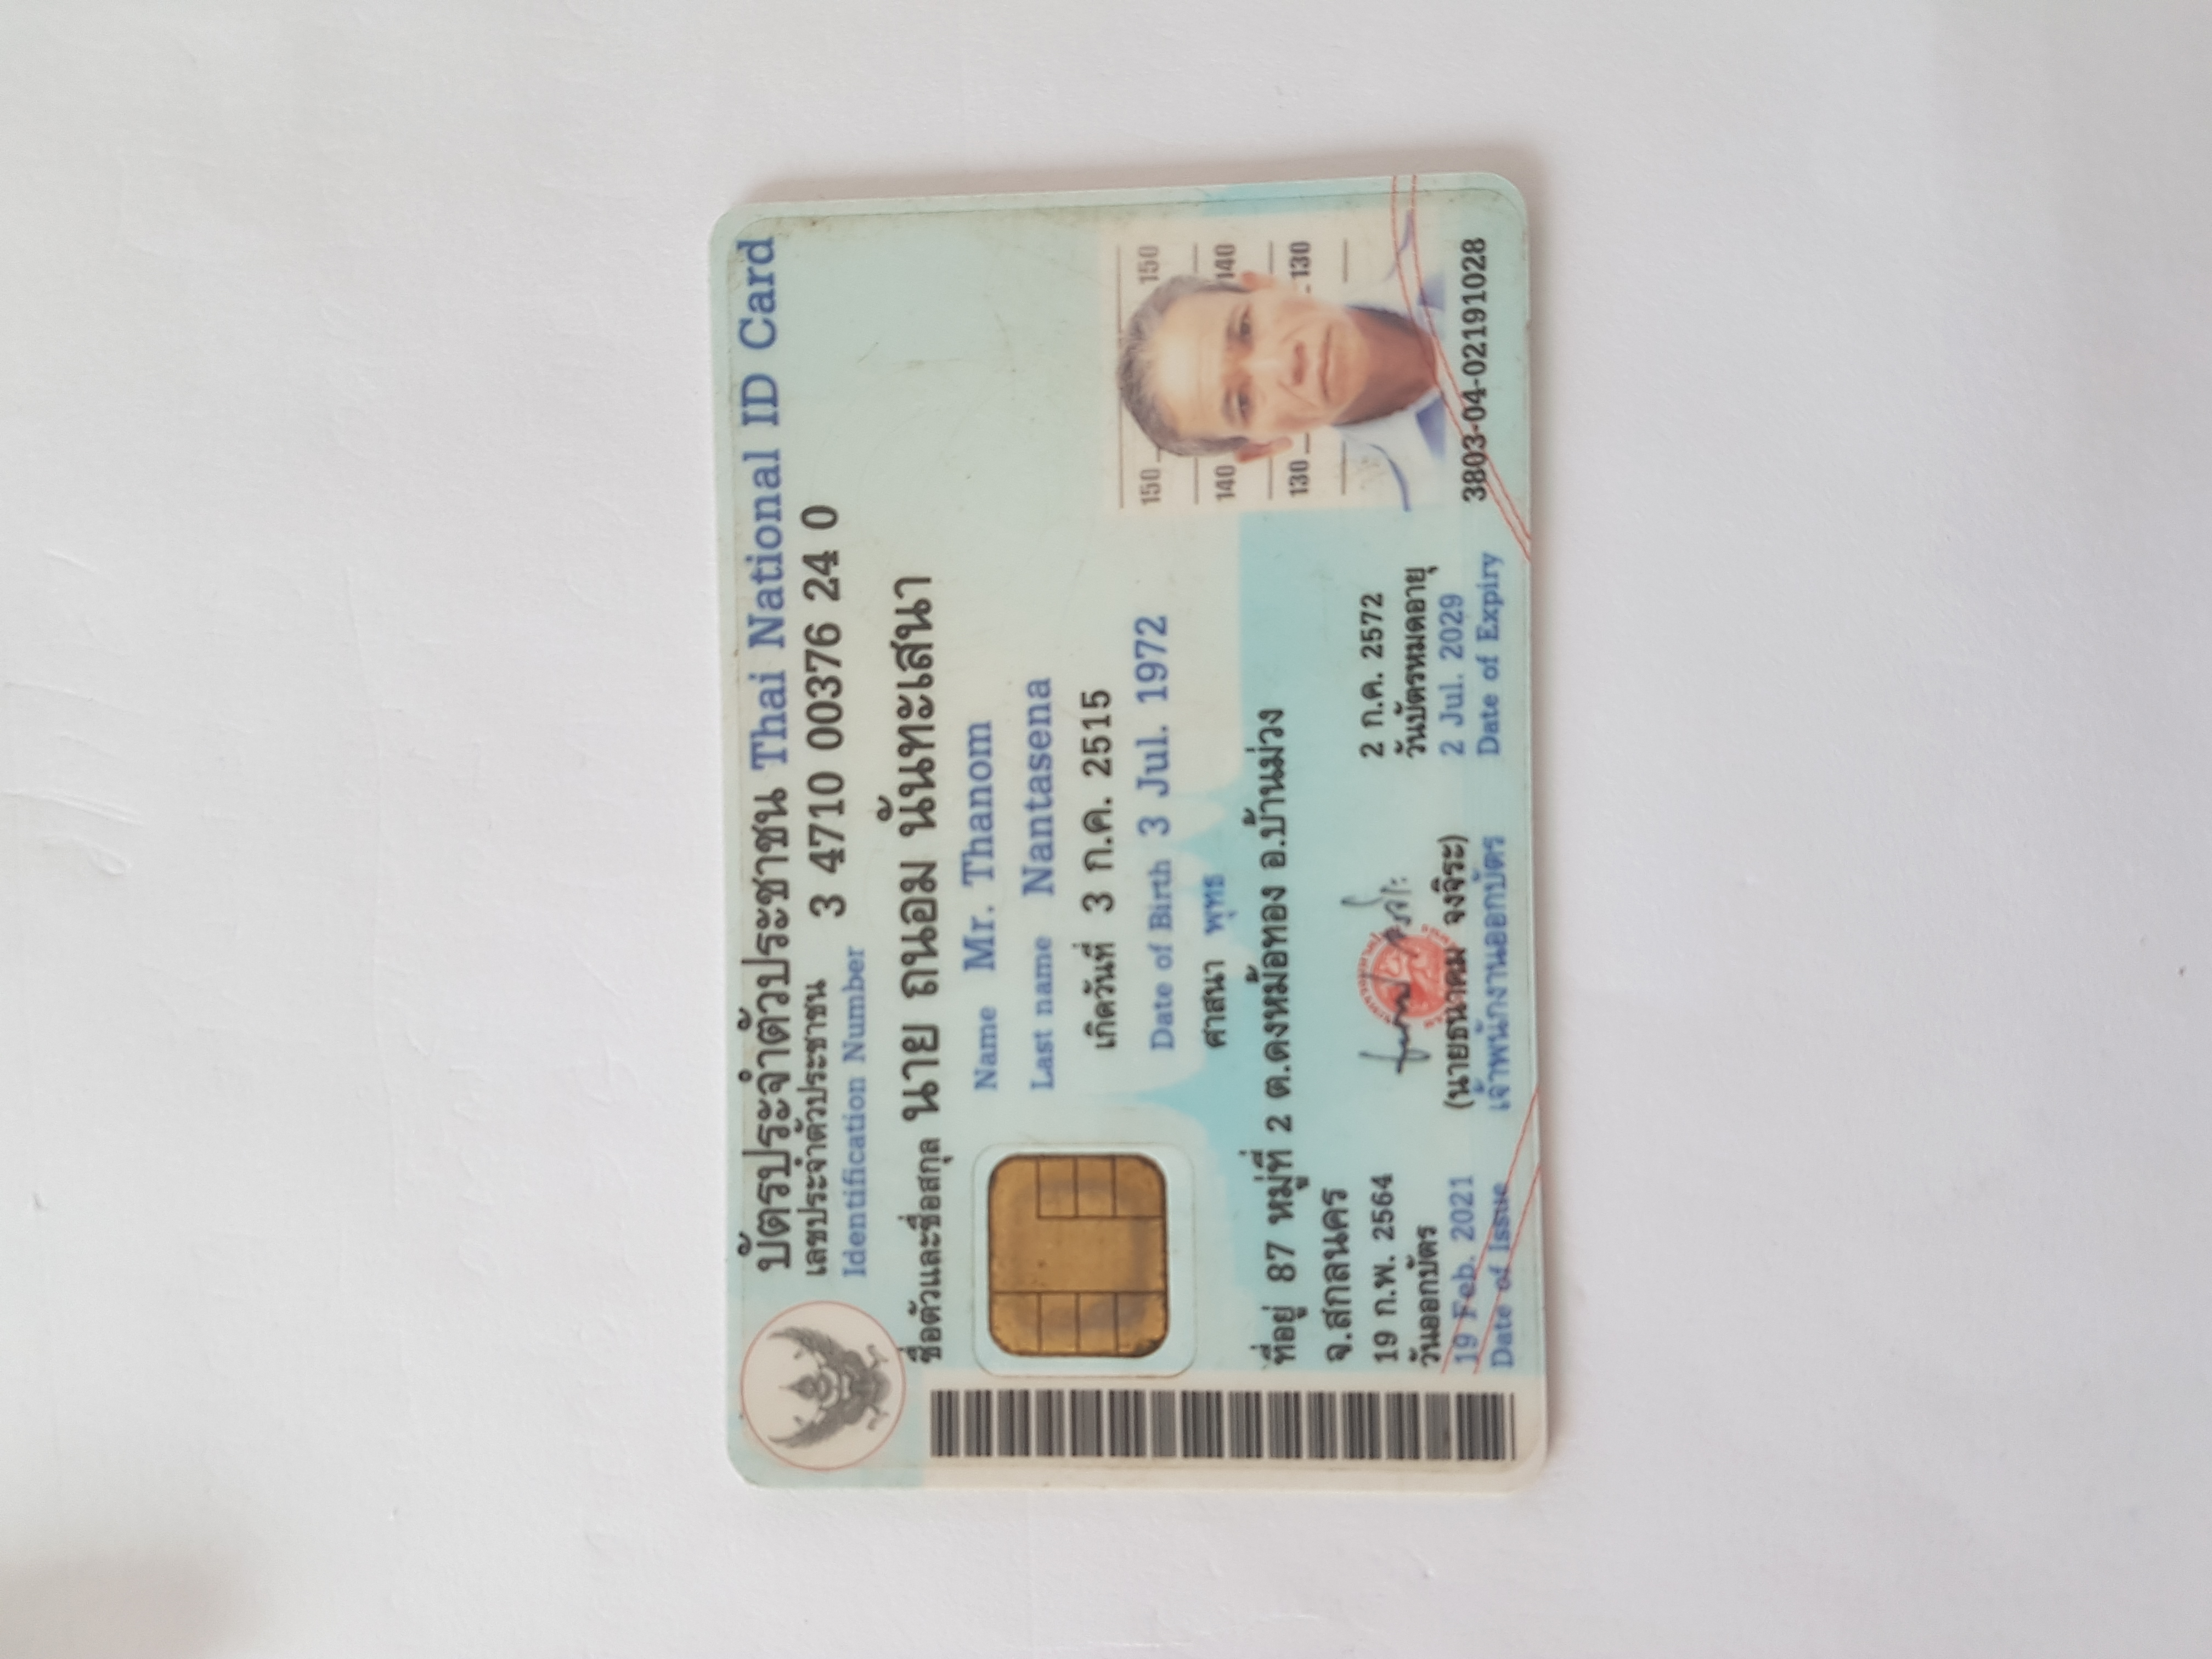 บัตรประจำตัวประชาชน Thai National ID Card
เลขประจำตัวประชาชน 3 4710 00376 24 0
Identification Number
ชื่อตัวและชื่อสกุล นาย ถนอม นันทะเสนา
Name Mr. Thanom
Last name Nantasena
เกิดวันที่ 3 ก.ค. 2515
Date of Birth 3 Jul. 1972
ศาสนา พุทธ
ที่อยู่ 87 หมู่ที่ 2 ต.ดงหม้อทอง อ.บ้านม่วง
จ.สกลนคร
19 ก.พ. 2564
วันออกบัตร
19 Feb. 2021
Date of Issue
(นายธนาคม จงจิระ)
เจ้าพนักงานออกบัตร
2 ก.ค. 2572
วันบัตรหมดอายุ
2 Jul. 2029
Date of Expiry
150 150
140 140
130 130
3803-04-02191028